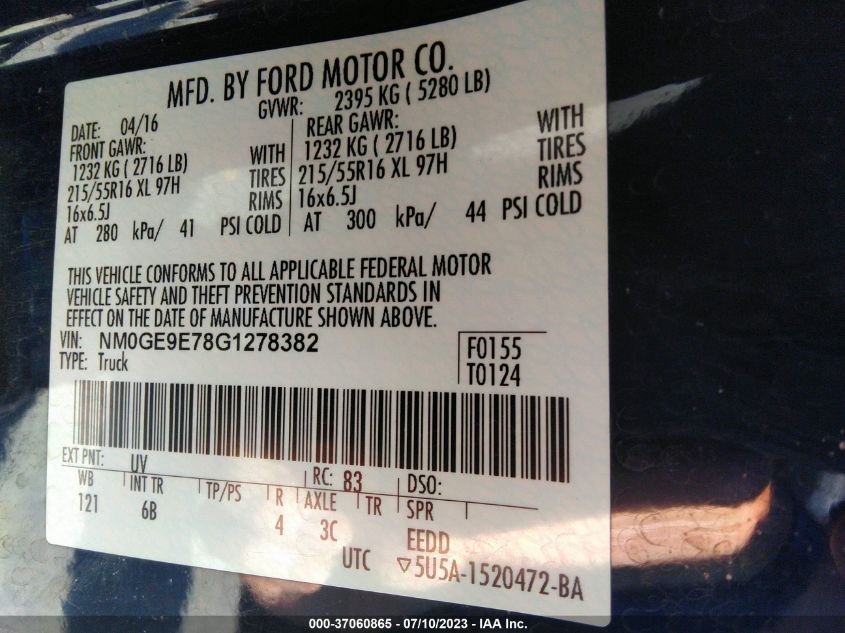 MFD. BY FORD MOTOR CO.
GVWR: 2395 KG ( 5280 LB)
DATE: 04/16
FRONT GAWR:
1232 KG ( 2716 LB) WITH
215/55R16 XL 97H TIRES
16x6.5J RIMS
AT 280 kPa/ 41 PSI COLD
REAR GAWR: WITH
1232 KG ( 2716 LB) TIRES
215/55R16 XL 97H RIMS
16x6.5J
AT 300 kPa/ 44 PSI COLD
THIS VEHICLE CONFORMS TO ALL APPLICABLE FEDERAL MOTOR
VEHICLE SAFETY AND THEFT PREVENTION STANDARDS IN
EFFECT ON THE DATE OF MANUFACTURE SHOWN ABOVE.
VIN: NM0GE9E78G1278382
TYPE: Truck
F0155
T0124
EXT PNT: UV RC: 83 DSO:
WB INT TR TP/PS R AXLE TR SPR
121 6B 4 3C EEDD
UTC ▽5U5A-1520472-BA
000-37060865 - 07/10/2023 - IAA Inc.